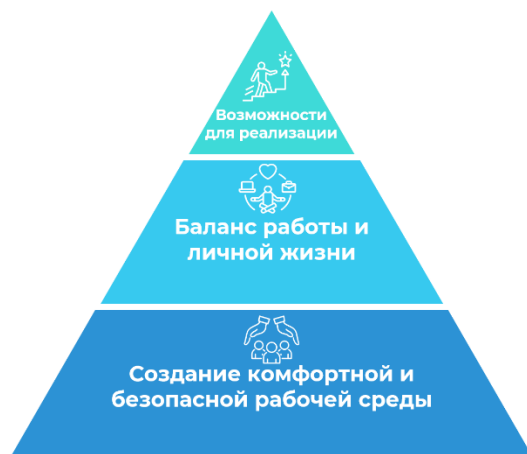 Возможности
для реализации
Баланс работы и
личной жизни
Создание комфортной и
безопасной рабочей среды